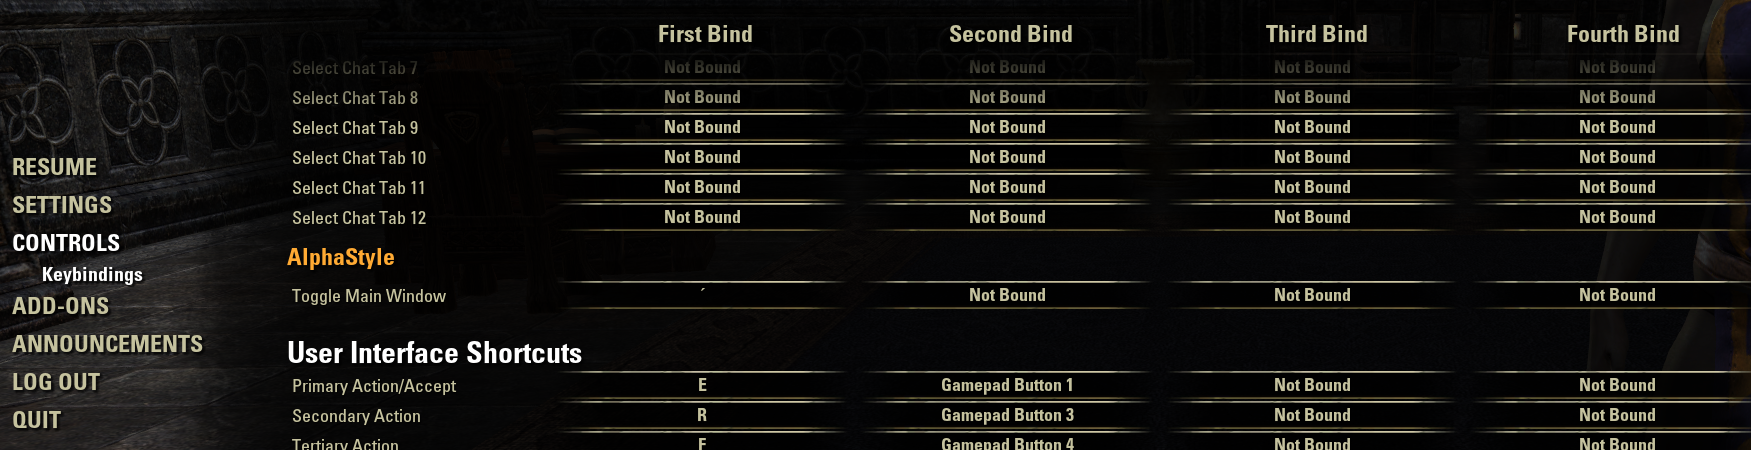 First Bind Second Bind Third Bind Fourth Bind
Select Chat Tab 7 Not Bound Not Bound Not Bound Not Bound
Select Chat Tab 8 Not Bound Not Bound Not Bound Not Bound
Select Chat Tab 9 Not Bound Not Bound Not Bound Not Bound
Select Chat Tab 10 Not Bound Not Bound Not Bound Not Bound
Select Chat Tab 11 Not Bound Not Bound Not Bound Not Bound
Select Chat Tab 12 Not Bound Not Bound Not Bound Not Bound
AlphaStyle
Toggle Main Window ´ Not Bound Not Bound Not Bound
User Interface Shortcuts
Primary Action/Accept E Gamepad Button 1 Not Bound Not Bound
Secondary Action R Gamepad Button 3 Not Bound Not Bound
Tertiary Action F Gamepad Button 4 Not Bound Not Bound
RESUME
SETTINGS
CONTROLS
Keybindings
ADD-ONS
ANNOUNCEMENTS
LOG OUT
QUIT